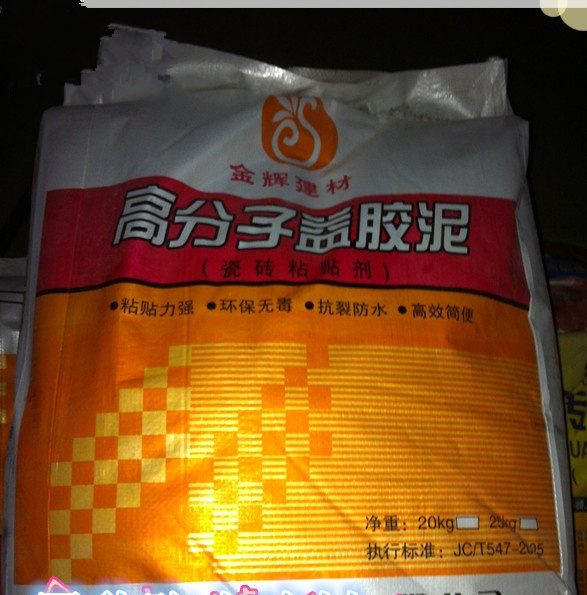 金辉建材
高分子益胶泥
（瓷砖粘贴剂）
●粘贴力强 ●环保无毒 ●抗裂防水 ●高效简便
净重：20kg 25kg
执行标准：JC/T547-2005